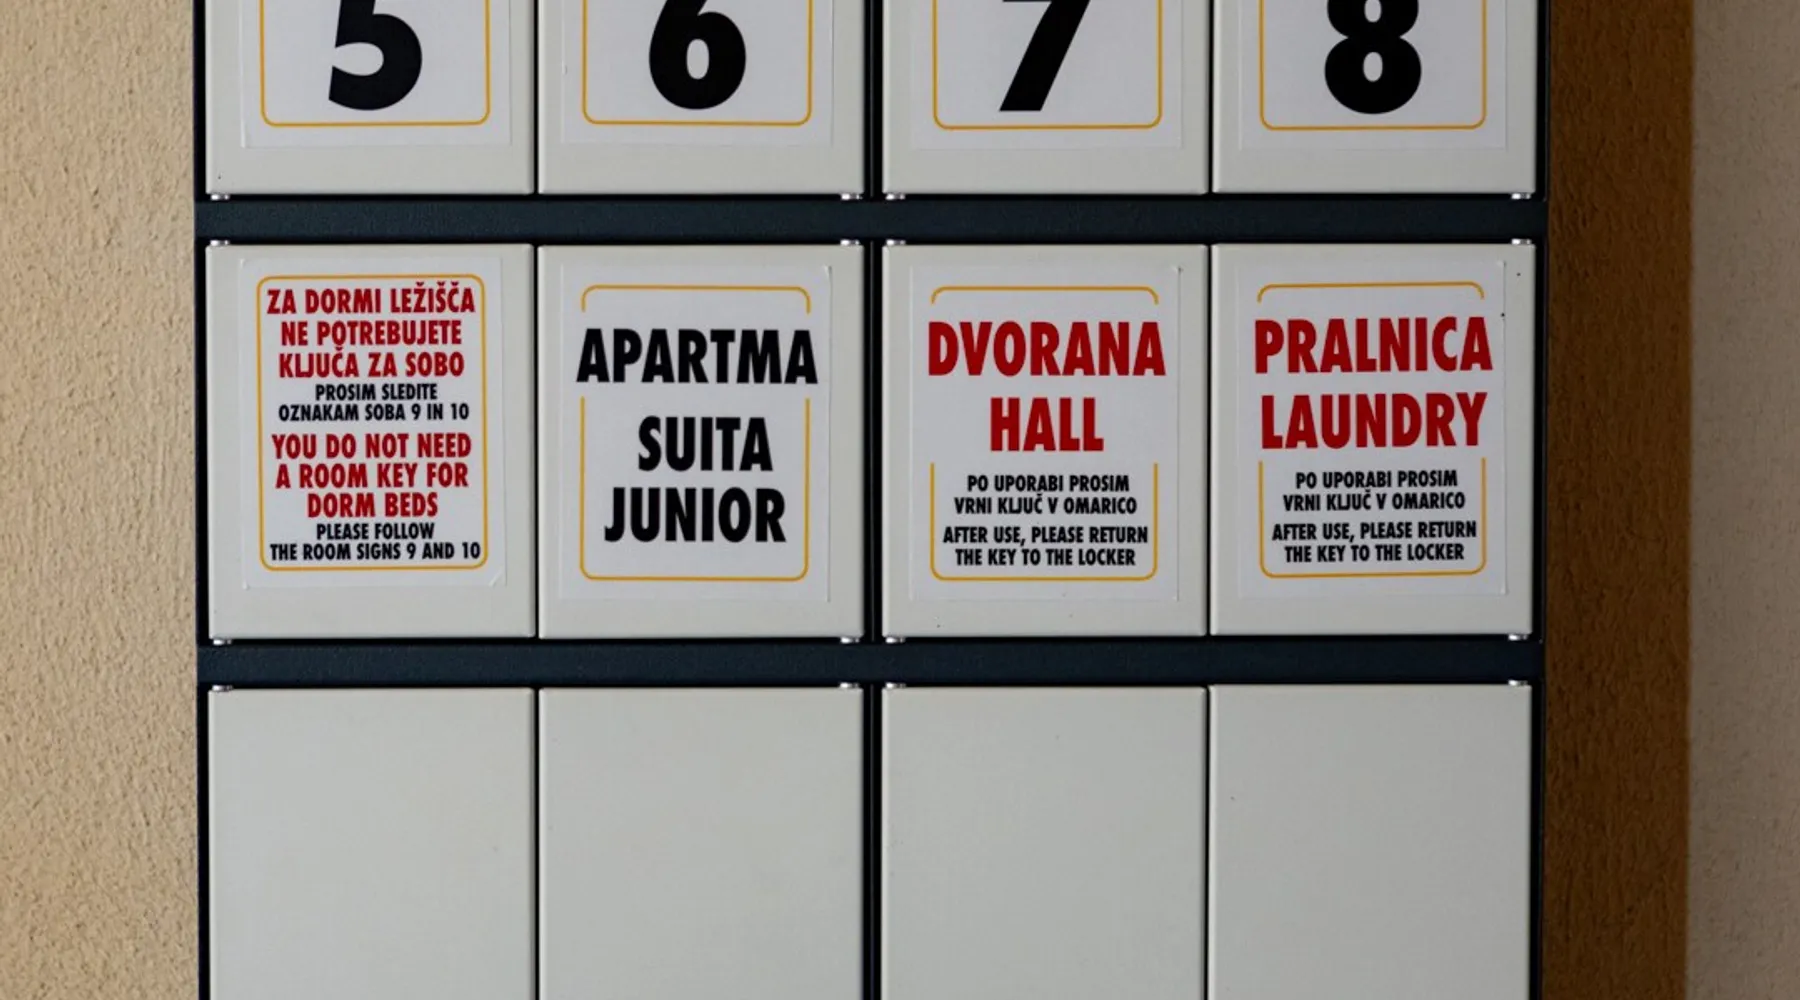 5
6
7
8
ZA DORMI LEŽIŠČA
NE POTREBUJETE
KLJUČA ZA SOBO
PROSIM SLEDITE
OZNAKAM SOBA 9 IN 10
YOU DO NOT NEED
A ROOM KEY FOR
DORM BEDS
PLEASE FOLLOW
THE ROOM SIGNS 9 AND 10
APARTMA
SUITA
JUNIOR
DVORANA
HALL
PO UPORABI PROSIM
VRNI KLJUČ V OMARICO
AFTER USE, PLEASE RETURN
THE KEY TO THE LOCKER
PRALNICA
LAUNDRY
PO UPORABI PROSIM
VRNI KLJUČ V OMARICO
AFTER USE, PLEASE RETURN
THE KEY TO THE LOCKER